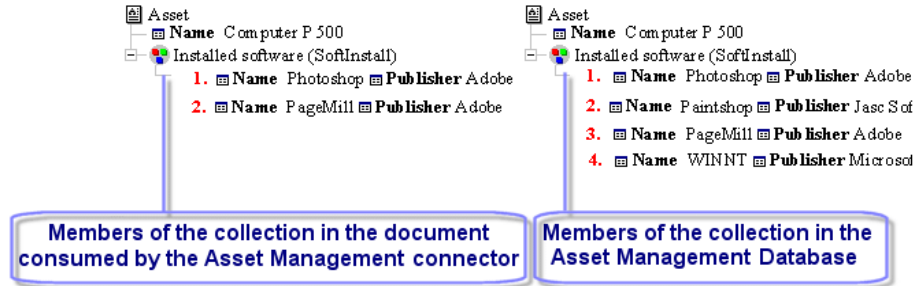 Asset
Name Computer P 500
Installed software (SoftInstall)
1. Name Photoshop Publisher Adobe
2. Name PageMill Publisher Adobe
Members of the collection in the document
consumed by the Asset Management connector
Asset
Name Computer P 500
Installed software (SoftInstall)
1. Name Photoshop Publisher Adobe
2. Name Paintshop Publisher Jasc Sof
3. Name PageMill Publisher Adobe
4. Name WINNT Publisher Microsof
Members of the collection in the
Asset Management Database